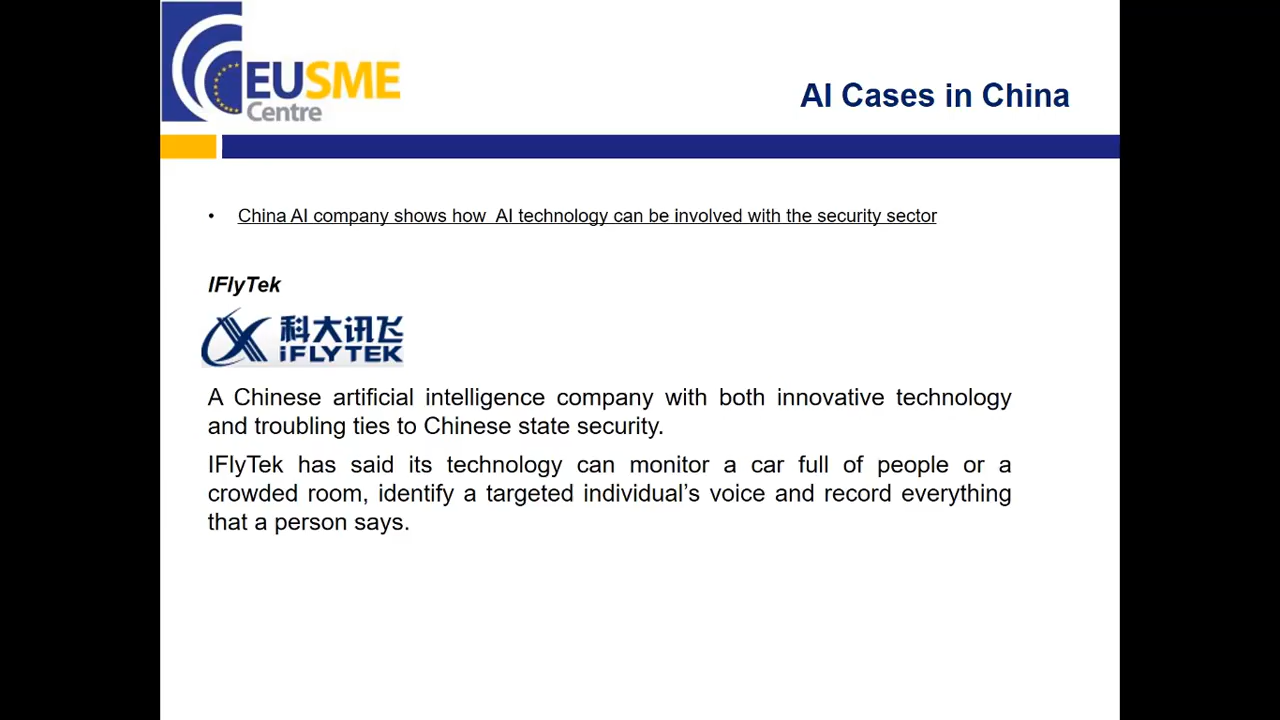 EUSME
Centre
AI Cases in China
• China AI company shows how  AI technology can be involved with the security sector
IFlyTek
科大讯飞
iFLYTEK
A Chinese artificial intelligence company with both innovative technology
and troubling ties to Chinese state security.
IFlyTek has said its technology can monitor a car full of people or a
crowded room, identify a targeted individual’s voice and record everything
that a person says.